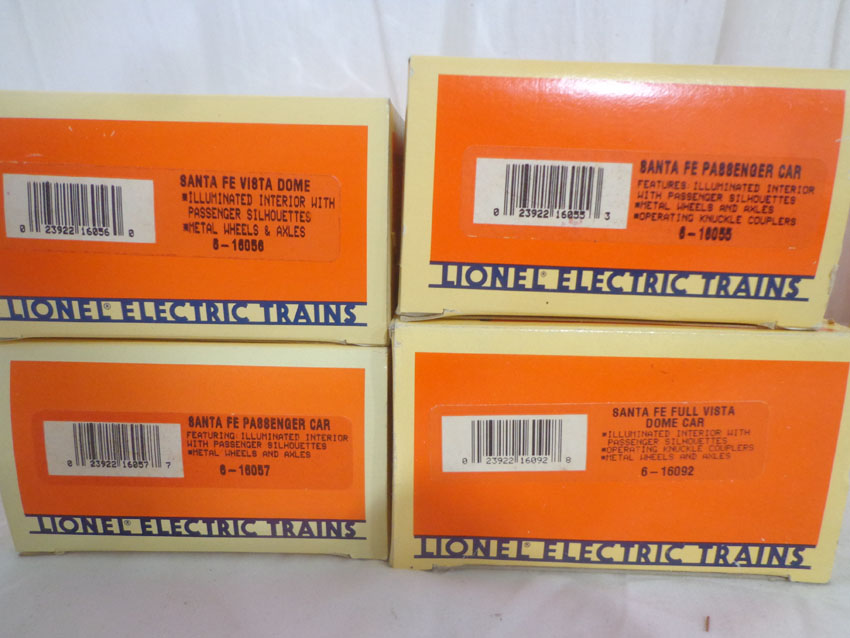 SANTA FE VISTA DOME
*ILLUMINATED INTERIOR WITH
PASSENGER SILHOUETTES
*METAL WHEELS & AXLES
6-16056
0 23922 16056 0
LIONEL® ELECTRIC TRAINS
SANTA FE PASSENGER CAR
FEATURES: ILLUMINATED INTERIOR
WITH PASSENGER SILHOUETTES
*METAL WHEELS AND AXLES
*OPERATING KNUCKLE COUPLERS
6-16055
0 23922 16055 3
LIONEL® ELECTRIC TRAINS
SANTA FE PASSENGER CAR
FEATURING ILLUMINATED INTERIOR
WITH PASSENGER SILHOUETTES
*METAL WHEELS AND AXLES
6-16057
0 23922 16057 7
LIONEL® ELECTRIC TRAINS
SANTA FE FULL VISTA
DOME CAR
*ILLUMINATED INTERIOR WITH
PASSENGER SILHOUETTES
*OPERATING KNUCKLE COUPLERS
*METAL WHEELS AND AXLES
6-16092
0 23922 16092 8
LIONEL® ELECTRIC TRAINS